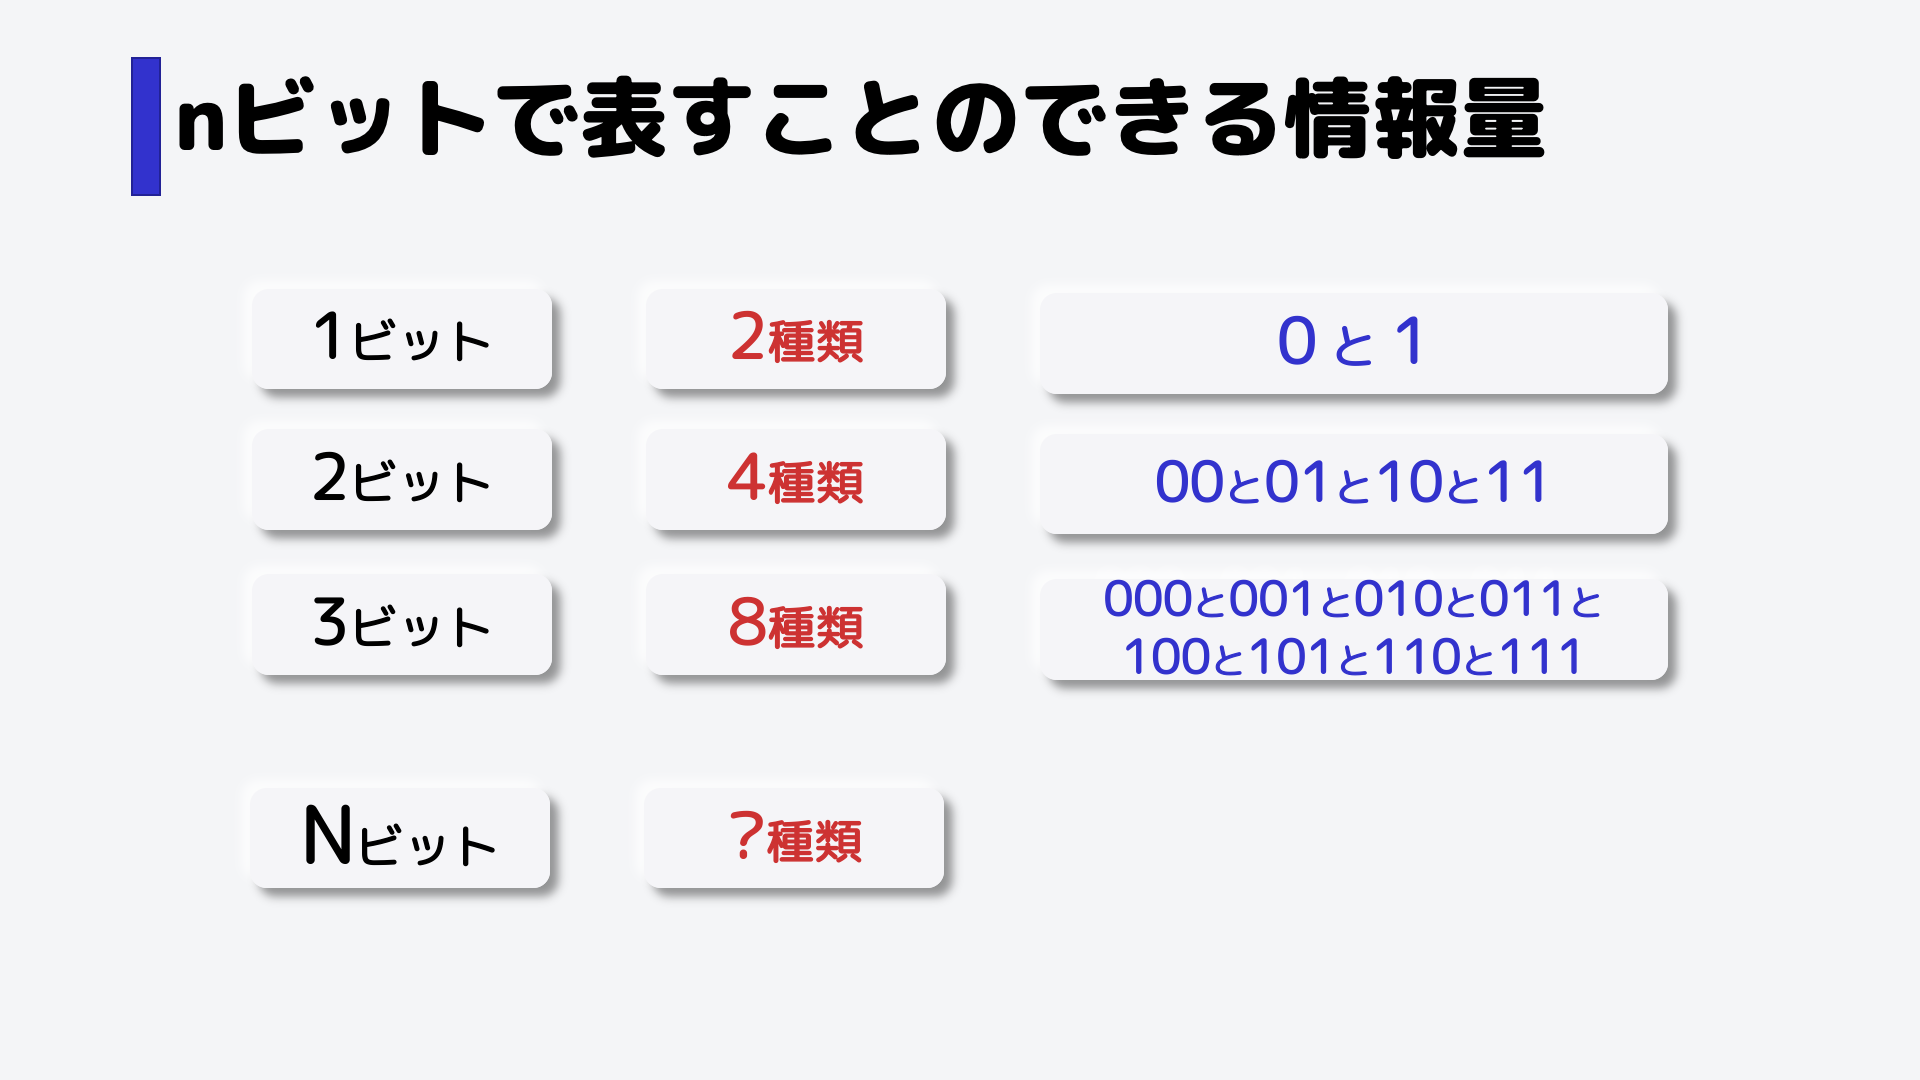 nビットで表すことのできる情報量
1ビット 2種類 0 と 1
2ビット 4種類 00と01と10と11
3ビット 8種類 000と001と010と011と
100と101と110と111
Nビット ?種類